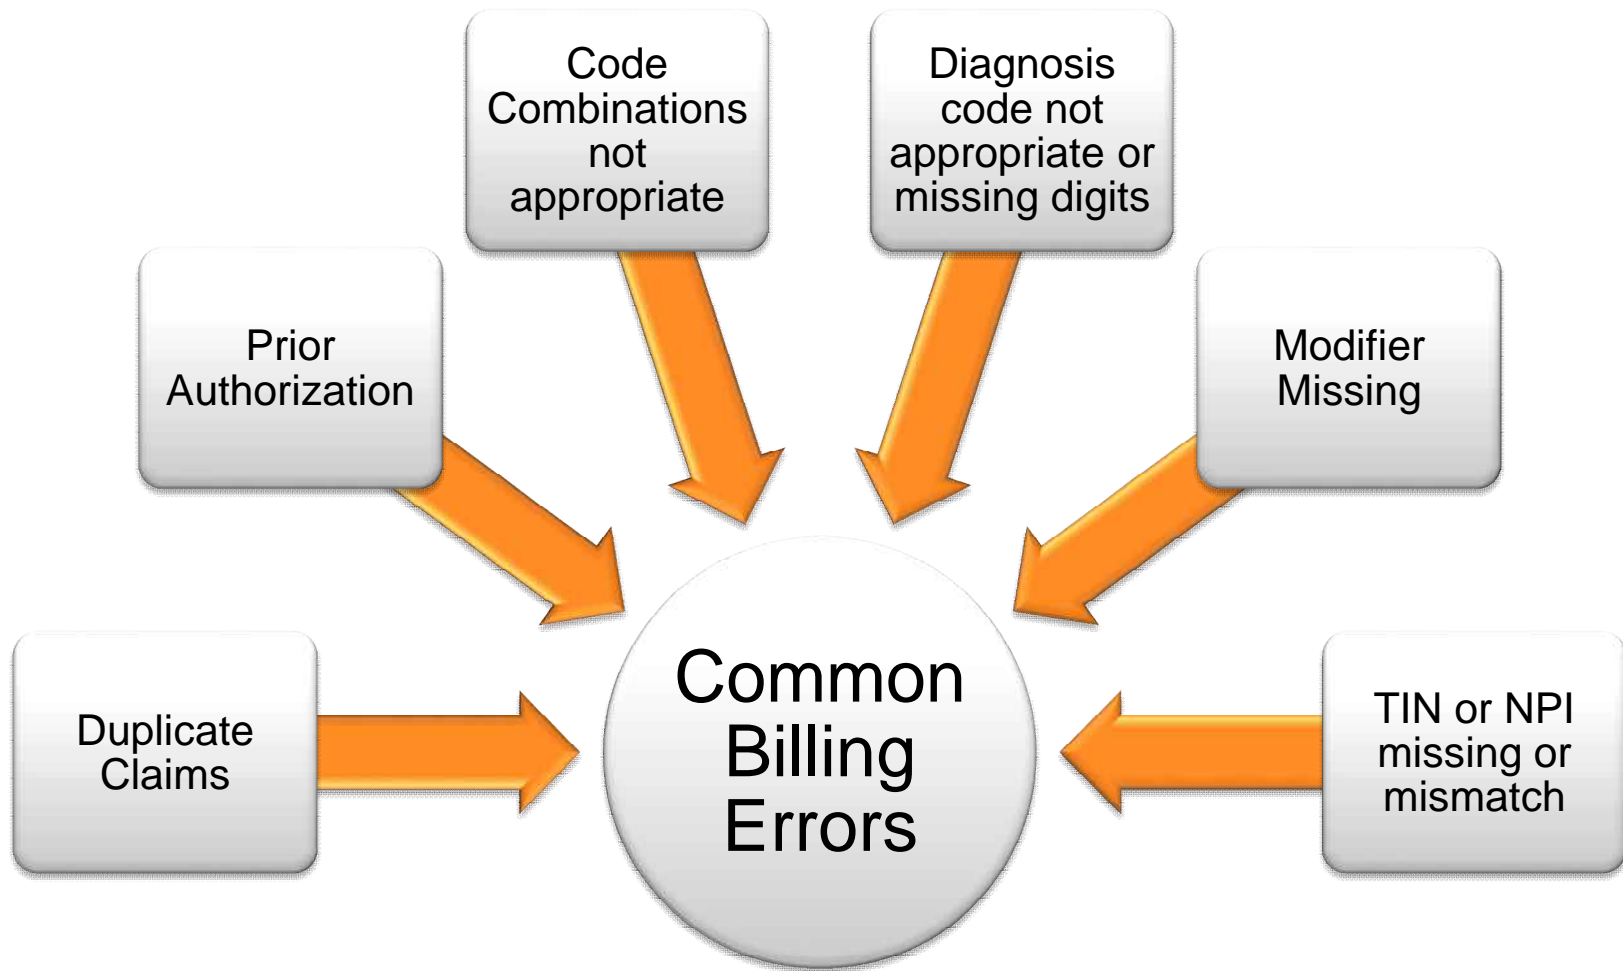 Code
Combinations
not
appropriate
Diagnosis
code not
appropriate or
missing digits
Prior
Authorization
Modifier
Missing
Duplicate
Claims
Common
Billing
Errors
TIN or NPI
missing or
mismatch